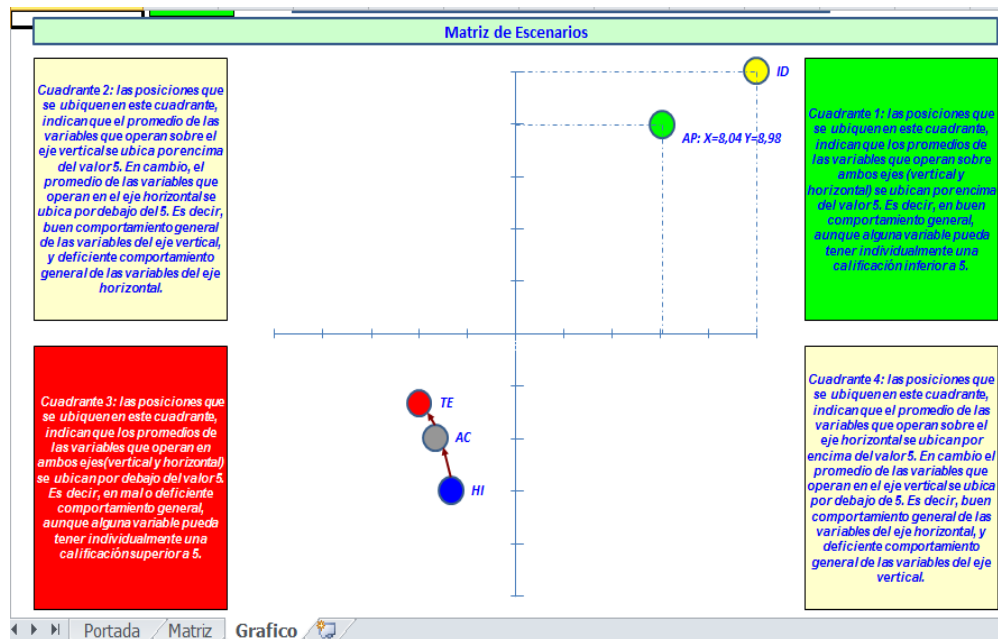 Matriz de Escenarios
Cuadrante 2: las posiciones que
se ubiquen en este cuadrante,
indican que el promedio de las
variables que operan sobre el
eje vertical se ubica por encima
del valor 5. En cambio, el
promedio de las variables que
operan en el eje horizontal se
ubica por debajo del 5. Es decir,
buen comportamiento general
de las variables del eje vertical,
y deficiente comportamiento
general de las variables del eje
horizontal.
ID
AP: X=8,04 Y=8,98
Cuadrante 1: las posiciones que
se ubiquen en este cuadrante,
indican que los promedios de
las variables que operan sobre
ambos ejes (vertical y
horizontal) se ubican por encima
del valor 5. Es decir, en buen
comportamiento general,
aunque alguna variable pueda
tener individualmente una
calificación inferior a 5.
Cuadrante 3: las posiciones que
se ubiquen en este cuadrante,
indican que los promedios de
las variables que operan en
ambos ejes(vertical y horizontal)
se ubican por debajo del valor 5.
Es decir, en mal o deficiente
comportamiento general,
aunque alguna variable pueda
tener individualmente una
calificación superior a 5.
TE
AC
HI
Cuadrante 4: las posiciones que
se ubiquen en este cuadrante,
indican que el promedio de las
variables que operan sobre el
eje horizontal se ubican por
encima del valor 5. En cambio el
promedio de las variables que
operan en el eje vertical se ubica
por debajo de 5. Es decir, buen
comportamiento general de las
variables del eje horizontal, y
deficiente comportamiento
general de las variables del eje
vertical.
Portada Matriz Grafico